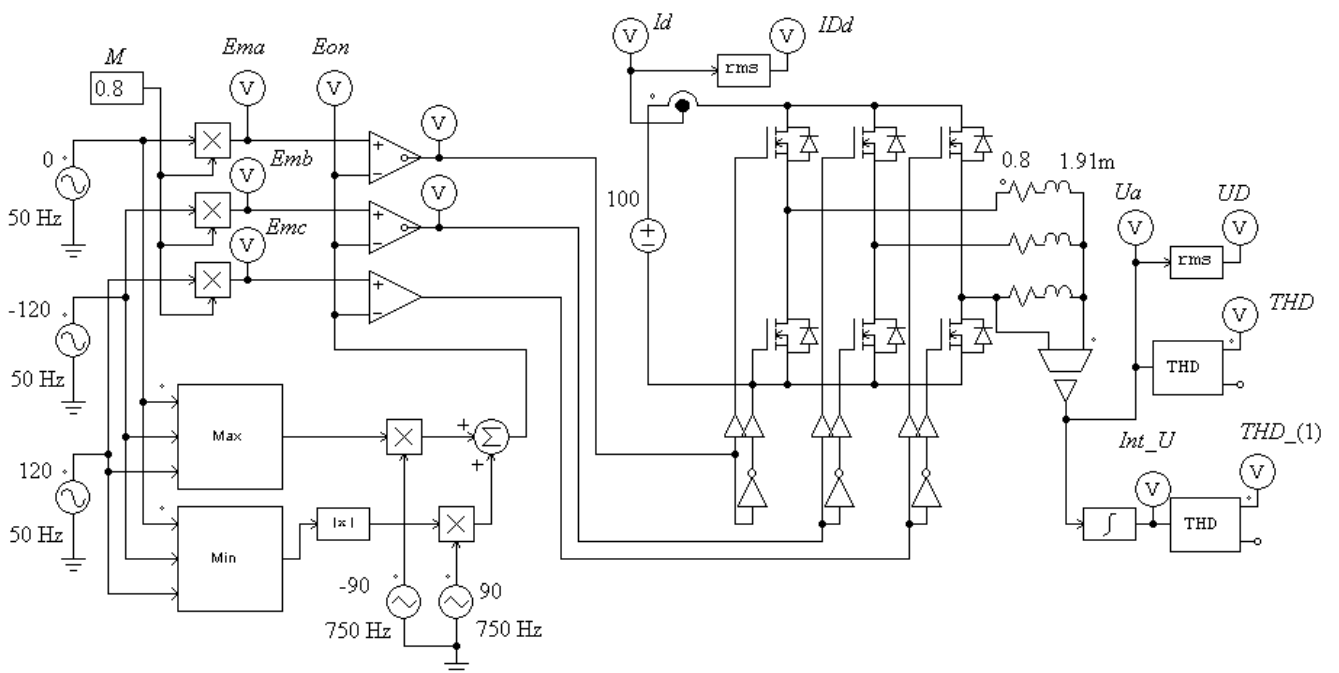 Id
IDd
V
V
rms
M
Ema
Eon
0.8
V
V
V
0
50 Hz
Emb
V
+
−
0.8
1.91m
100
Ua
UD
V
V
rms
V
+
−
Emc
V
+
−
-120
50 Hz
THD
V
THD
Max
+
Σ
+
120
50 Hz
Min
|x|
Int_U
THD_(1)
V
V
∫
THD
-90
90
750 Hz
750 Hz